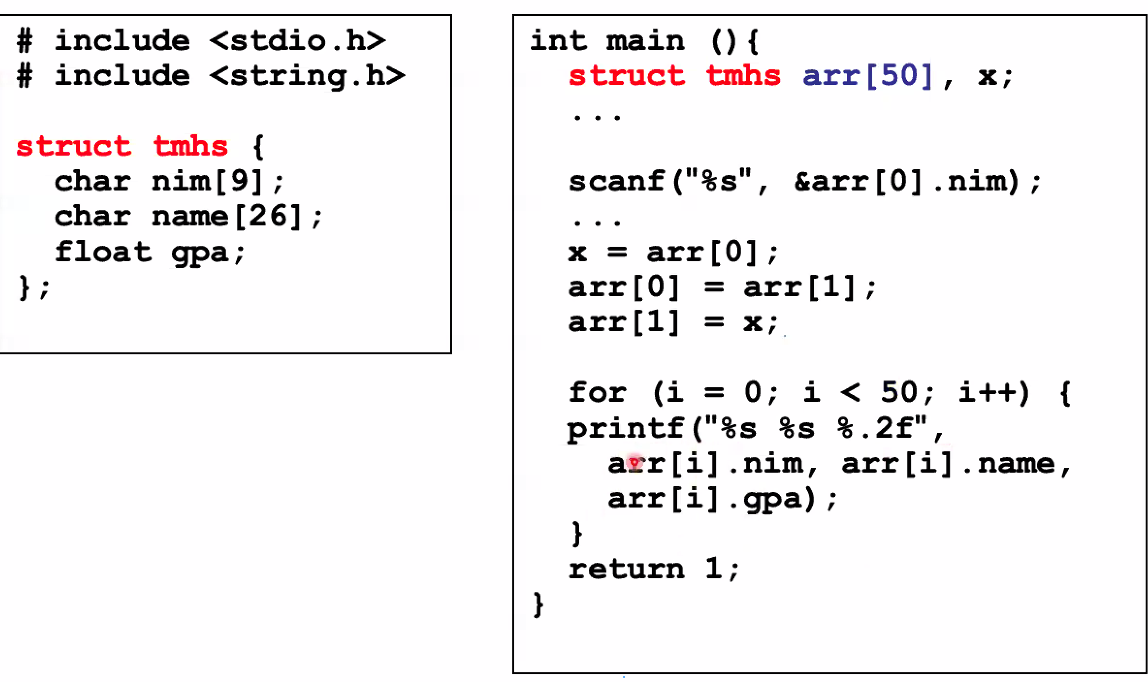 # include <stdio.h>
# include <string.h>
struct tmhs {
char nim[9];
char name[26];
float gpa;
};
int main (){
struct tmhs arr[50], x;
...
scanf("%s", &arr[0].nim);
...
x = arr[0];
arr[0] = arr[1];
arr[1] = x;
for (i = 0; i < 50; i++) {
printf("%s %s %.2f",
arr[i].nim, arr[i].name,
arr[i].gpa);
}
return 1;
}